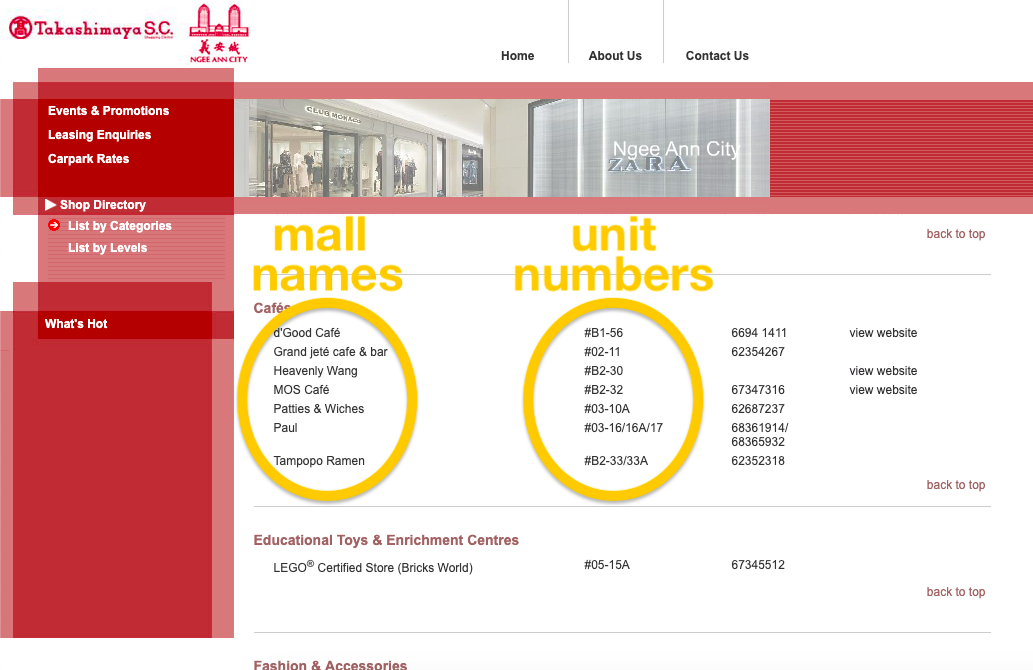 Takashimaya S.C.
Shopping Centre
義安城
NGEE ANN CITY
Home
About Us
Contact Us
Events & Promotions
Leasing Enquiries
Carpark Rates
CLUB MONACO
Ngee Ann City
ZARA
Shop Directory
List by Categories
List by Levels
What's Hot
mall names
unit numbers
back to top
Cafés
d'Good Café #B1-56 6694 1411 view website
Grand jeté cafe & bar #02-11 62354267
Heavenly Wang #B2-30 view website
MOS Café #B2-32 67347316 view website
Patties & Wiches #03-10A 62687237
Paul #03-16/16A/17 68361914/
68365932
Tampopo Ramen #B2-33/33A 62352318
back to top
Educational Toys & Enrichment Centres
LEGO® Certified Store (Bricks World) #05-15A 67345512
back to top
Fashion & Accessories